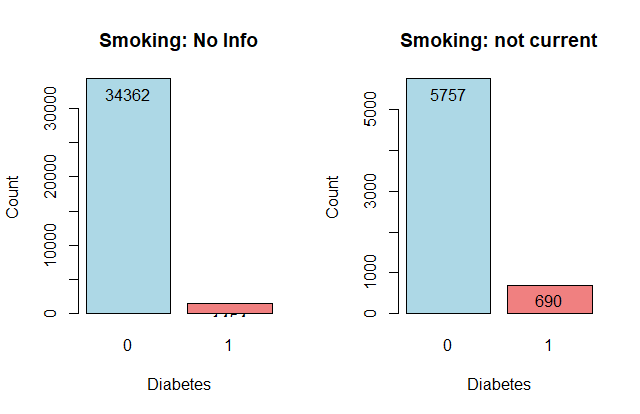 Smoking: No Info
Count
30000
20000
10000
0
34362
0
1
Diabetes
Smoking: not current
Count
5000
3000
1000
0
5757
690
0
1
Diabetes